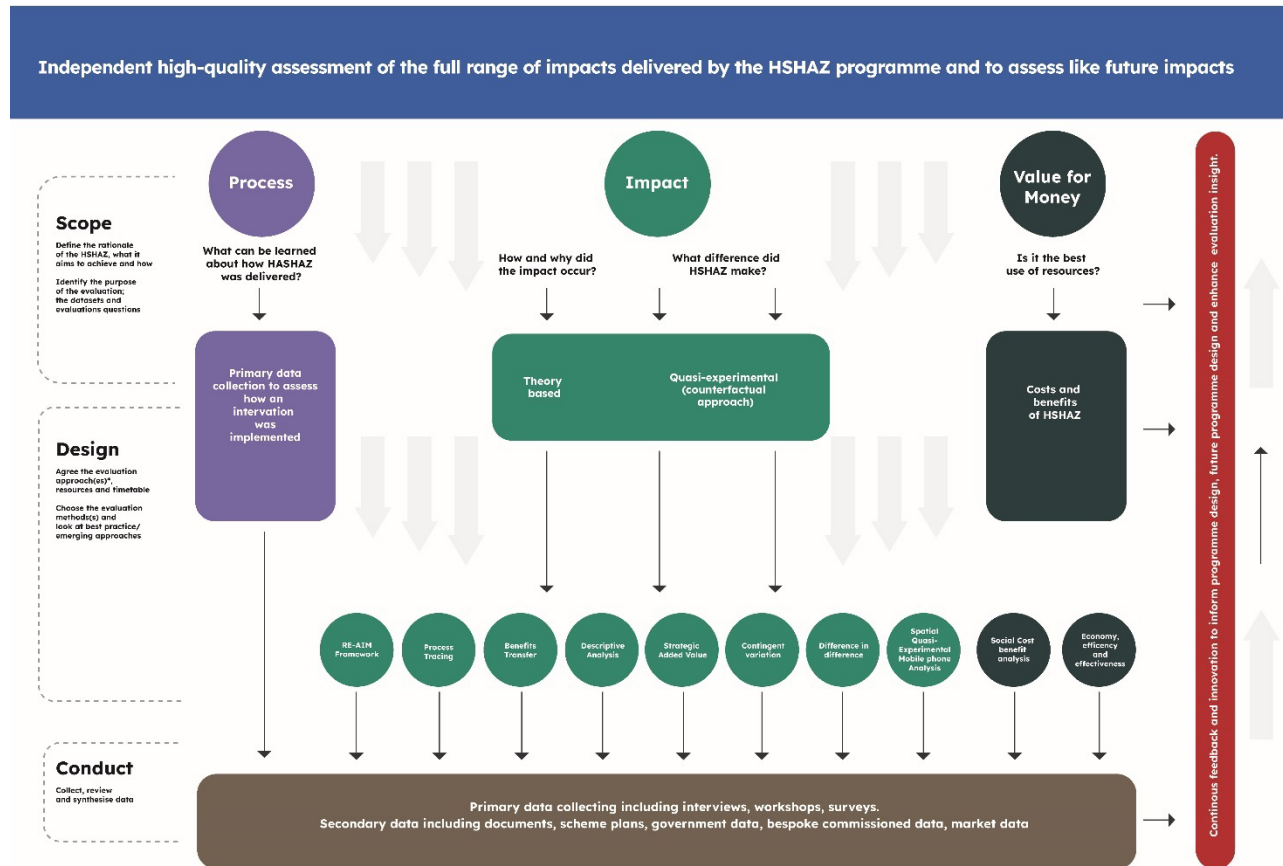 Independent high-quality assessment of the full range of impacts delivered by the HSHAZ programme and to assess like future impacts
Process
Impact
Value for
Money
Scope
Define the rationale
of the HSHAZ, what it
aims to achieve and how
Identify the purpose
of the evaluation;
the datasets and
evaluations questions
What can be learned
about how HASHAZ
was delivered?
How and why did
the impact occur?
What difference did
HSHAZ make?
Is it the best
use of resources?
Primary data
collection to assess
how an
intervation
was
implemented
Theory
based
Quasi-experimental
(counterfactual
approach)
Costs and
benefits
of HSHAZ
Design
Agree the evaluation
approach(es)*,
resources and timetable
Choose the evaluation
methods(s) and
look at best practice/
emerging approaches
RE-AIM
Framework
Process
Tracing
Benefits
Transfer
Descriptive
Analysis
Strategic
Added Value
Contingent
variation
Difference in
difference
Spatial
Quasi-
Experimental
Mobile phone
Analysis
Social Cost
benefit
analysis
Economy,
efficency
and
effectiveness
Conduct
Collect, review
and synthesise data
Primary data collecting including interviews, workshops, surveys.
Secondary data including documents, scheme plans, government data, bespoke commissioned data, market data
Continous feedback and innovation to inform programme design, future programme design and enhance evaluation insight.